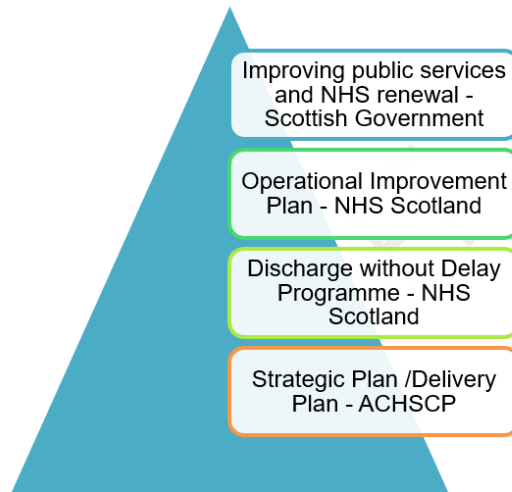 Improving public services
and NHS renewal -
Scottish Government
Operational Improvement
Plan - NHS Scotland
Discharge without Delay
Programme - NHS
Scotland
Strategic Plan /Delivery
Plan - ACHSCP